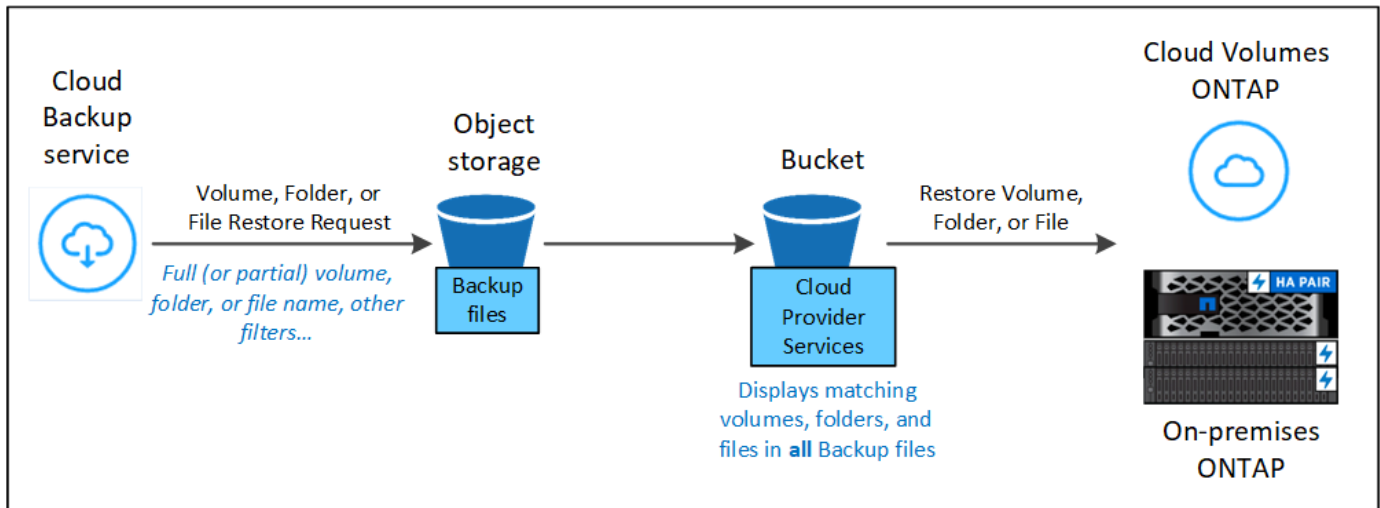 Cloud
Backup
service
Volume, Folder, or
File Restore Request
Full (or partial) volume,
folder, or file name, other
filters...
Object
storage
Backup
files
Bucket
Cloud
Provider
Services
Displays matching
volumes, folders, and
files in all Backup files
Restore Volume,
Folder, or File
Cloud Volumes
ONTAP
HA PAIR
On-premises
ONTAP